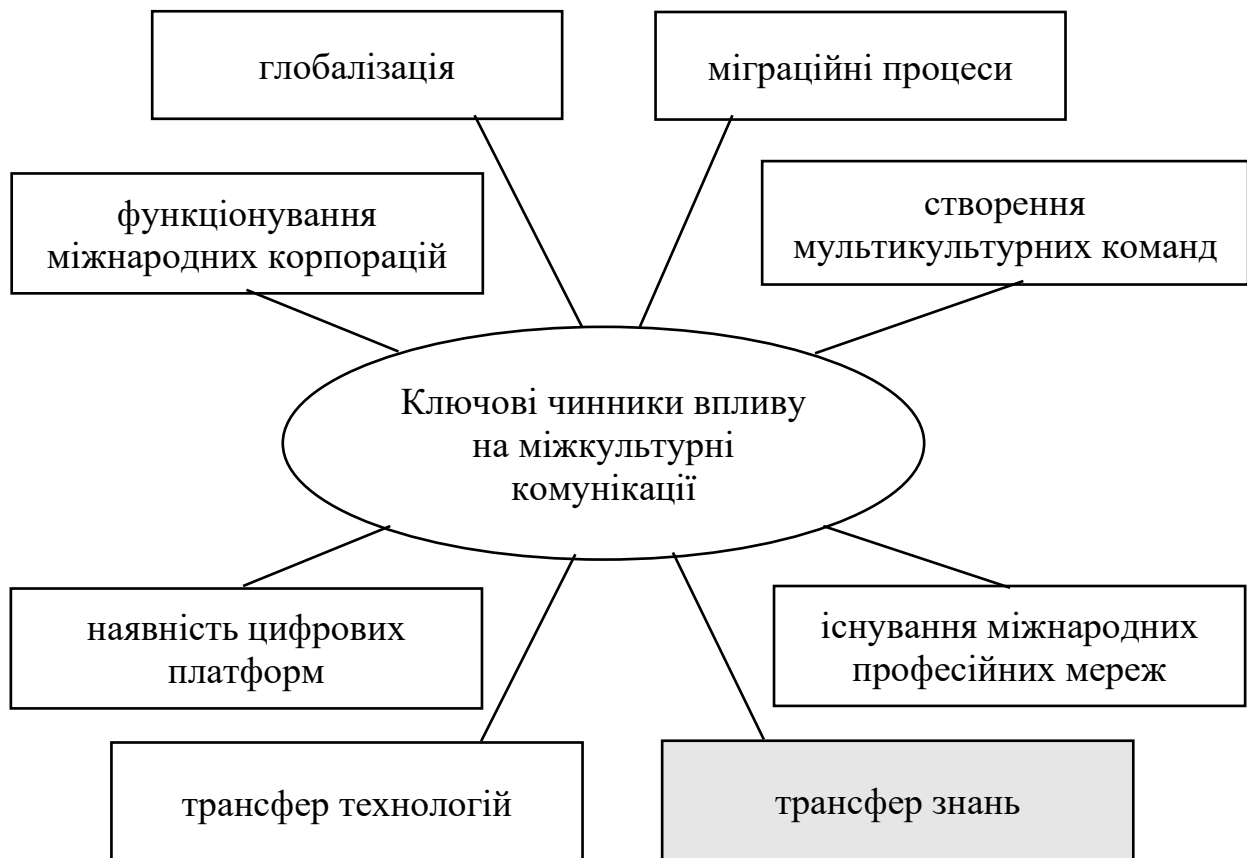 глобалізація
міграційні процеси
функціонування
міжнародних корпорацій
створення
мультикультурних команд
Ключові чинники впливу
на міжкультурні
комунікації
наявність цифрових
платформ
існування міжнародних
професійних мереж
трансфер технологій
трансфер знань